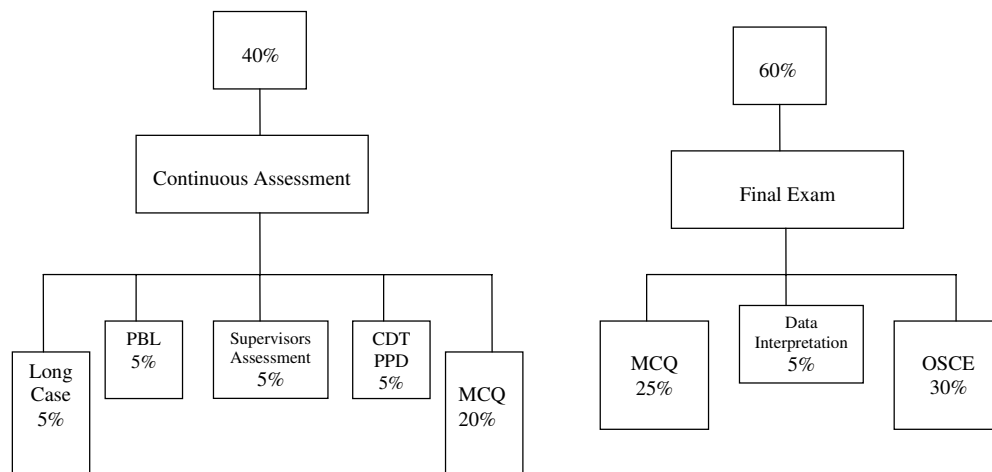 40%
60%
Continuous Assessment
Final Exam
Long
Case
5%
PBL
5%
Supervisors
Assessment
5%
CDT
PPD
5%
MCQ
20%
MCQ
25%
Data
Interpretation
5%
OSCE
30%